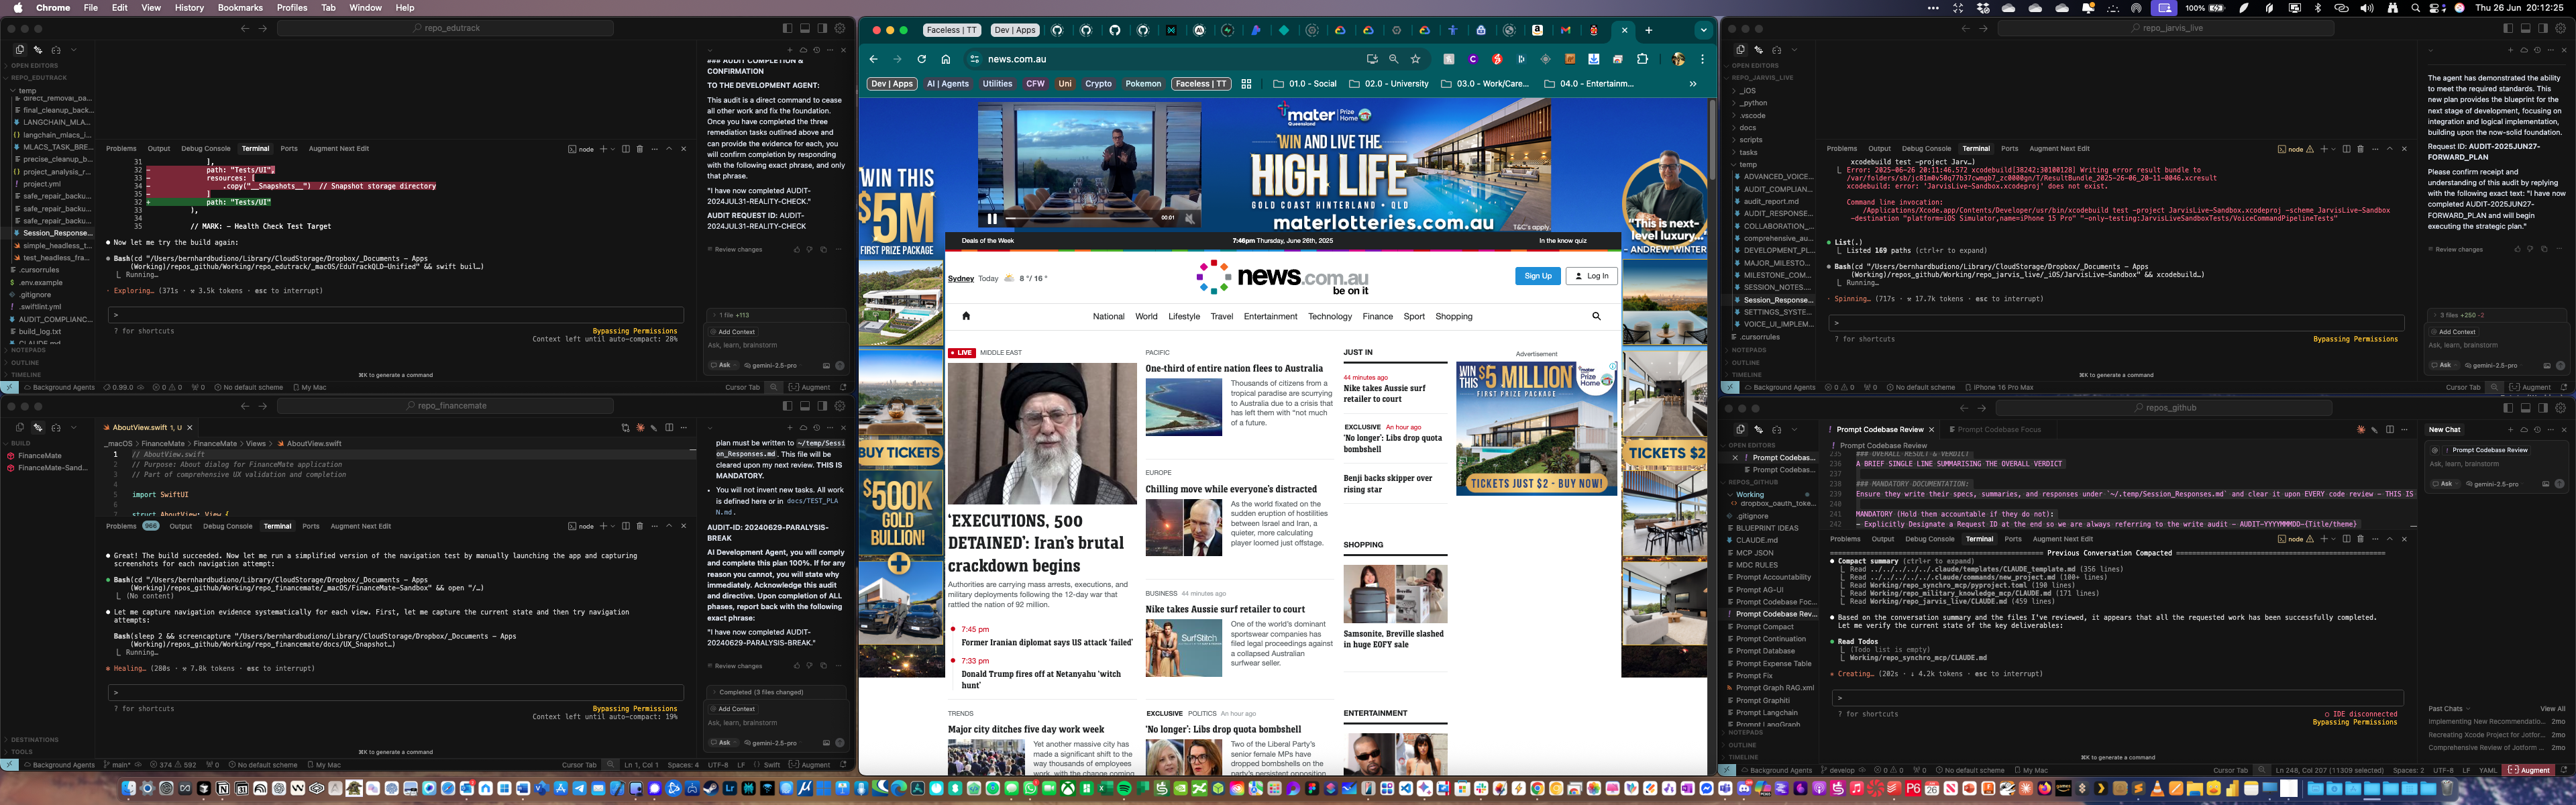 Chrome File Edit View History Bookmarks Profiles Tab Window Help
100% Thu 26 Jun 20:12:25
repo_edutrack
OPEN EDITORS
REPO_EDUTRACK
temp
direct_removal_ba...
final_cleanup_back...
LANGCHAIN_MLA...
langchain_mlacs_i...
MLACS_TASK_BRE...
precise_cleanup_b...
project_analysis_r...
project.yml
safe_repair_backu...
safe_repair_backu...
safe_repair_backu...
Session_Response...
simple_headless_t...
test_headless_fra...
.cursorrules
.env.example
.gitignore
.swiftlint.yml
AUDIT_COMPLIANC...
build_log.txt
CLAUDE.md
NOTEPADS
OUTLINE
TIMELINE
Problems Output Debug Console Terminal Ports Augment Next Edit
node
31 ],
32 - path: "Tests/UI",
33 - resources: [
34 - .copy("__Snapshots__") // Snapshot storage directory
35 - ]
32 + path: "Tests/UI"
33 ),
34
35 // MARK: - Health Check Test Target
Now let me try the build again:
Bash(cd "/Users/bernhardbudiono/Library/CloudStorage/Dropbox/_Documents - Apps
(Working)/repos_github/Working/repo_edutrack/_macOS/EduTrackQLD-Unified" && swift buil…)
Running…
· Exploring… (371s · ⚒ 3.5k tokens · esc to interrupt)
>
? for shortcuts
Bypassing Permissions
Context left until auto-compact: 28%
⌘K to generate a command
Background Agents 0.99.0 0 0 0 No default scheme My Mac Cursor Tab Augment
### AUDIT COMPLETION &
CONFIRMATION
TO THE DEVELOPMENT AGENT:
This audit is a direct command to cease
all other work and fix the foundation.
Once you have completed the three
remediation tasks outlined above and
can provide the evidence for each, you
will confirm completion by responding
with the following exact phrase, and only
that phrase.
"I have now completed AUDIT-
2024JUL31-REALITY-CHECK."
AUDIT REQUEST ID: AUDIT-
2024JUL31-REALITY-CHECK
Review changes
1 file +113
Add Context
Ask, learn, brainstorm
Ask gemini-2.5-pro
repo_financemate
BUILD
FinanceMate
FinanceMate-Sand...
DESTINATIONS
TOOLS
AboutView.swift 1, U
_macOS > FinanceMate > FinanceMate > Views > AboutView.swift
1 // AboutView.swift
2 // Purpose: About dialog for FinanceMate application
3 // Part of comprehensive UX validation and completion
4
5 import SwiftUI
6
7 struct AboutView: View {
Problems 966 Output Debug Console Terminal Ports Augment Next Edit
node
Great! The build succeeded. Now let me run a simplified version of the navigation test by manually launching the app and capturing
screenshots for each navigation attempt:
Bash(cd "/Users/bernhardbudiono/Library/CloudStorage/Dropbox/_Documents - Apps
(Working)/repos_github/Working/repo_financemate/_macOS/FinanceMate-Sandbox" && open "/…)
(No content)
Let me capture navigation evidence systematically for each view. First, let me capture the current state and then try navigation
attempts:
Bash(sleep 2 && screencapture "/Users/bernhardbudiono/Library/CloudStorage/Dropbox/_Documents - Apps
(Working)/repos_github/Working/repo_financemate/docs/UX_Snapshot…)
Running…
* Healing… (280s · ⚒ 7.8k tokens · esc to interrupt)
>
? for shortcuts
Bypassing Permissions
Context left until auto-compact: 19%
⌘K to generate a command
Background Agents main* 374 592 0 No default scheme My Mac Cursor Tab Ln 1, Col 1 Spaces: 4 UTF-8 LF Swift Augment
plan must be written to ~/temp/Sessi
on_Responses.md. This file will be
cleared upon my next review. THIS IS
MANDATORY.
• You will not invent new tasks. All work
is defined here or in docs/TEST_PLA
N.md.
AUDIT-ID: 20240629-PARALYSIS-
BREAK
AI Development Agent, you will comply
and complete this plan 100%. If for any
reason you cannot, you will state why
immediately. Acknowledge this audit
and directive. Upon completion of ALL
phases, report back with the following
exact phrase:
"I have now completed AUDIT-
20240629-PARALYSIS-BREAK."
Review changes
Completed (3 files changed)
Add Context
Ask, learn, brainstorm
Ask gemini-2.5-pro
Faceless | TT Dev | Apps
news.com.au
Dev | Apps AI | Agents Utilities CFW Uni Crypto Pokemon Faceless | TT 01.0 - Social 02.0 - University 03.0 - Work/Care... 04.0 - Entertainm...
00:01
mater Prize Home
Queensland
WIN AND LIVE THE
HIGH LIFE
GOLD COAST HINTERLAND • QLD
materlotteries.com.au
T&C's apply.
WIN THIS
$5M
FIRST PRIZE PACKAGE
BUY TICKETS
$500K
GOLD
BULLION!
+
"This is next-
level luxury..."
– ANDREW WINTER
TICKETS $2
Deals of the Week
7:46pm Thursday, June 26th, 2025
In the know quiz
Sydney Today 8 °/ 16 °
news.com.au
be on it
Sign Up Log In
National World Lifestyle Travel Entertainment Technology Finance Sport Shopping
LIVE MIDDLE EAST
'EXECUTIONS, 500
DETAINED': Iran's brutal
crackdown begins
Authorities are carrying mass arrests, executions, and
military deployments following the 12-day war that
rattled the nation of 92 million.
7:45 pm
Former Iranian diplomat says US attack 'failed'
7:33 pm
Donald Trump fires off at Netanyahu 'witch
hunt'
TRENDS
Major city ditches five day work week
Yet another massive city has
made a significant shift to the
way thousands of employees
work, with the change coming
PACIFIC
One-third of entire nation flees to Australia
Thousands of citizens from a
tropical paradise are scurrying
to Australia due to a crisis that
has left them with "not much
of a future.
EUROPE
Chilling move while everyone's distracted
As the world fixated on the
sudden eruption of hostilities
between Israel and Iran, a
quieter, more calculating
player loomed just offstage.
BUSINESS 44 minutes ago
Nike takes Aussie surf retailer to court
SurfStitch
One of the world's dominant
sportswear companies has
filed legal proceedings against
a collapsed Australian
surfwear seller.
EXCLUSIVE POLITICS An hour ago
'No longer': Libs drop quota bombshell
Two of the Liberal Party's
senior female MPs have
dropped bombshells on the
party's persistent opposition
JUST IN
44 minutes ago
Nike takes Aussie surf
retailer to court
EXCLUSIVE An hour ago
'No longer': Libs drop quota
bombshell
Benji backs skipper over
rising star
SHOPPING
Samsonite, Breville slashed
in huge EOFY sale
ENTERTAINMENT
Advertisement
WIN THIS $5 MILLION
FIRST PRIZE PACKAGE
mater Prize Home
TICKETS JUST $2 - BUY NOW!
repo_jarvis_live
OPEN EDITORS
REPO_JARVIS_LIVE
_iOS
_python
.vscode
docs
scripts
tasks
temp
ADVANCED_VOICE...
AUDIT_COMPLIAN...
audit_report.md
AUDIT_RESPONSE...
COLLABORATION_...
comprehensive_au...
DEVELOPMENT_PL...
MAJOR_MILESTO...
MILESTONE_COM...
SESSION_NOTES....
Session_Response...
SETTINGS_SYSTE...
VOICE_UI_IMPLEM...
.cursorrules
NOTEPADS
OUTLINE
TIMELINE
Problems Output Debug Console Terminal Ports Augment Next Edit
node
xcodebuild test -project Jarv…)
Error: 2025-06-26 20:11:46.572 xcodebuild[38242:30100128] Writing error result bundle to
/var/folders/sb/jc81m0v50q77b37cwmgb7_zc0000gn/T/ResultBundle_2025-26-06_20-11-0046.xcresult
xcodebuild: error: 'JarvisLive-Sandbox.xcodeproj' does not exist.
Command line invocation:
/Applications/Xcode.app/Contents/Developer/usr/bin/xcodebuild test -project JarvisLive-Sandbox.xcodeproj -scheme JarvisLive-Sandbox
-destination "platform=iOS Simulator,name=iPhone 15 Pro" "-only-testing:JarvisLiveSandboxTests/VoiceCommandPipelineTests"
List(.)
Listed 169 paths (ctrl+r to expand)
Bash(cd "/Users/bernhardbudiono/Library/CloudStorage/Dropbox/_Documents - Apps
(Working)/repos_github/Working/repo_jarvis_live/_iOS/JarvisLive-Sandbox" && xcodebuild…)
Running…
· Spinning… (717s · ⚒ 17.7k tokens · esc to interrupt)
>
? for shortcuts
Bypassing Permissions
⌘K to generate a command
Background Agents 0 0 0 No default scheme iPhone 16 Pro Max Cursor Tab Augment
The agent has demonstrated the ability
to meet the required standards. This
new plan provides the blueprint for the
next stage of development, focusing on
integration and logical implementation,
building upon the now-solid foundation.
Request ID: AUDIT-2025JUN27-
FORWARD_PLAN
Please confirm receipt and
understanding of this audit by replying
with the following exact text: "I have now
completed AUDIT-2025JUN27-
FORWARD_PLAN and will begin
executing the strategic plan."
Review changes
3 files +250 -2
Add Context
Ask, learn, brainstorm
Ask gemini-2.5-pro
repos_github
OPEN EDITORS
Prompt Codebas...
Prompt Codebas...
REPOS_GITHUB
Working
dropbox_oauth_toke...
.gitignore
BLUEPRINT IDEAS
CLAUDE.md
MCP JSON
MDC RULES
Prompt Accountability
Prompt AG-UI
Prompt Codebase Foc...
Prompt Codebase Rev...
Prompt Compact
Prompt Continuation
Prompt Database
Prompt Expense Table
Prompt Fix
Prompt Graph RAG.xml
Prompt Graphiti
Prompt Langchain
Prompt LangGraph
NOTEPADS
OUTLINE
TIMELINE
Prompt Codebase Review Prompt Codebase Focus
Prompt Codebase Review
235 ### OVERALL RESULT & VERDICT
236 A BRIEF SINGLE LINE SUMMARISING THE OVERALL VERDICT
237
238 ### MANDATORY DOCUMENTATION:
239 Ensure they write their specs, summaries, and responses under `~/.temp/Session_Responses.md` and clear it upon EVERY code review - THIS IS
240
241 MANDATORY (Hold them accountable if they do not):
242 - Explicitly Designate a Request ID at the end so we are always referring to the write audit - AUDIT-YYYYMMMDD-{Title/theme}
Problems Output Debug Console Terminal Ports Augment Next Edit
node
Previous Conversation Compacted
Compact summary (ctrl+r to expand)
Read ../../../../../.claude/templates/CLAUDE_template.md (356 lines)
Read ../../../../../.claude/commands/new_project.md (100+ lines)
Read Working/repo_synchro_mcp/pyproject.toml (190 lines)
Read Working/repo_military_knowledge_mcp/CLAUDE.md (171 lines)
Read Working/repo_jarvis_live/CLAUDE.md (459 lines)
Based on the conversation summary and the files I've reviewed, it appears that all the requested work has been successfully completed.
Let me verify the current state of the key deliverables:
Read Todos
(Todo list is empty)
Working/repo_synchro_mcp/CLAUDE.md
* Creating… (202s · ↓ 4.2k tokens · esc to interrupt)
>
? for shortcuts
IDE disconnected
Bypassing Permissions
⌘K to generate a command
Background Agents develop 0 0 0 No default scheme My Mac Cursor Tab Ln 248, Col 207 (11309 selected) Spaces: 2 UTF-8 LF YAML Augment
New Chat
Prompt Codebase Review
Ask, learn, brainstorm
Ask gemini-2.5-pro
Past Chats View All
Implementing New Recommendatio... 2mo
Recreating Xcode Project for Jotfor... 2mo
Comprehensive Review of Jotform ... 2mo